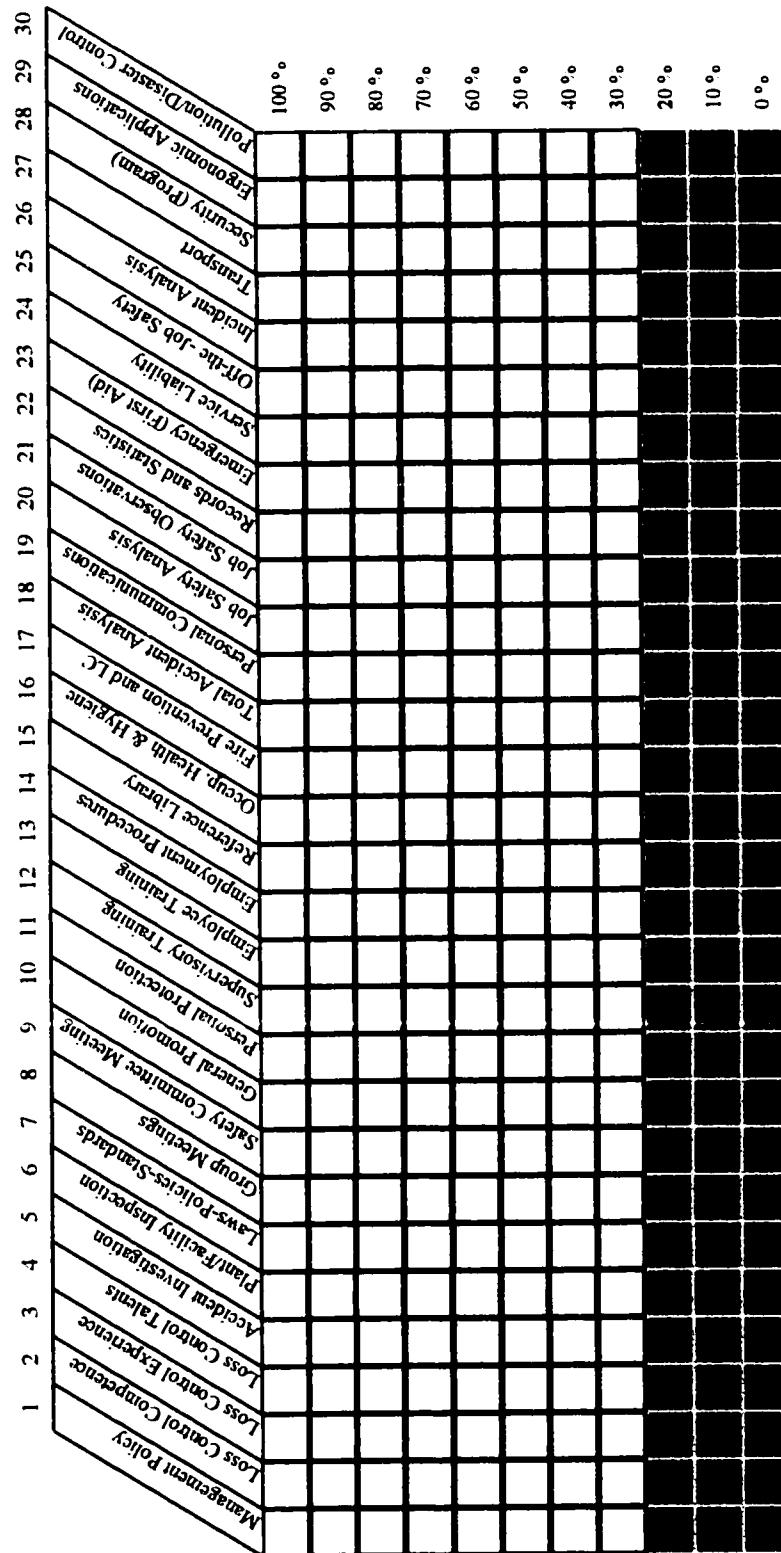 1 2 3 4 5 6 7 8 9 10 11 12 13 14 15 16 17 18 19 20 21 22 23 24 25 26 27 28 29 30
Management Policy
Loss Control Competence
Loss Control Experience
Loss Control Talents
Accident Investigation
Plant/Facility Inspection
Laws-Policies-Standards
Group Meetings
Safety Committee Meeting
General Promotion
Personal Protection
Supervisory Training
Employee Training
Employment Procedures
Reference Library
Occup. Health & Hygiene
Fire Prevention and LC
Total Accident Analysis
Personal Communications
Job Safety Analysis
Job Safety Observations
Records and Statistics
Emergency (First Aid)
Service Liability
Off-the -Job Safety
Incident Analysis
Transport
Security (Program)
Ergonomic Applications
Pollution/Disaster Control
100%
90%
80%
70%
60%
50%
40%
30%
20%
10%
0%